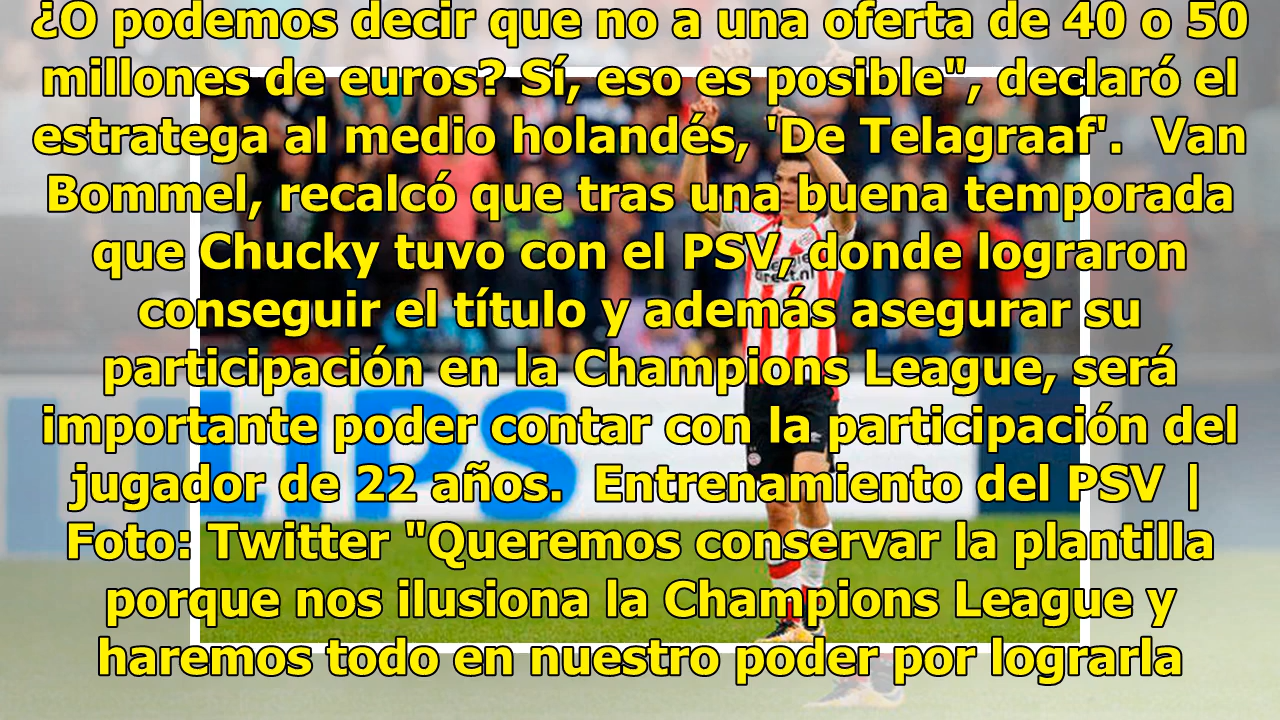 ¿O podemos decir que no a una oferta de 40 o 50
millones de euros? Sí, eso es posible", declaró el
estratega al medio holandés, 'De Telagraaf'. Van
Bommel, recalcó que tras una buena temporada
que Chucky tuvo con el PSV, donde lograron
conseguir el título y además asegurar su
participación en la Champions League, será
importante poder contar con la participación del
jugador de 22 años. Entrenamiento del PSV |
Foto: Twitter "Queremos conservar la plantilla
porque nos ilusiona la Champions League y
haremos todo en nuestro poder por lograrla
LIPS
direct.nl